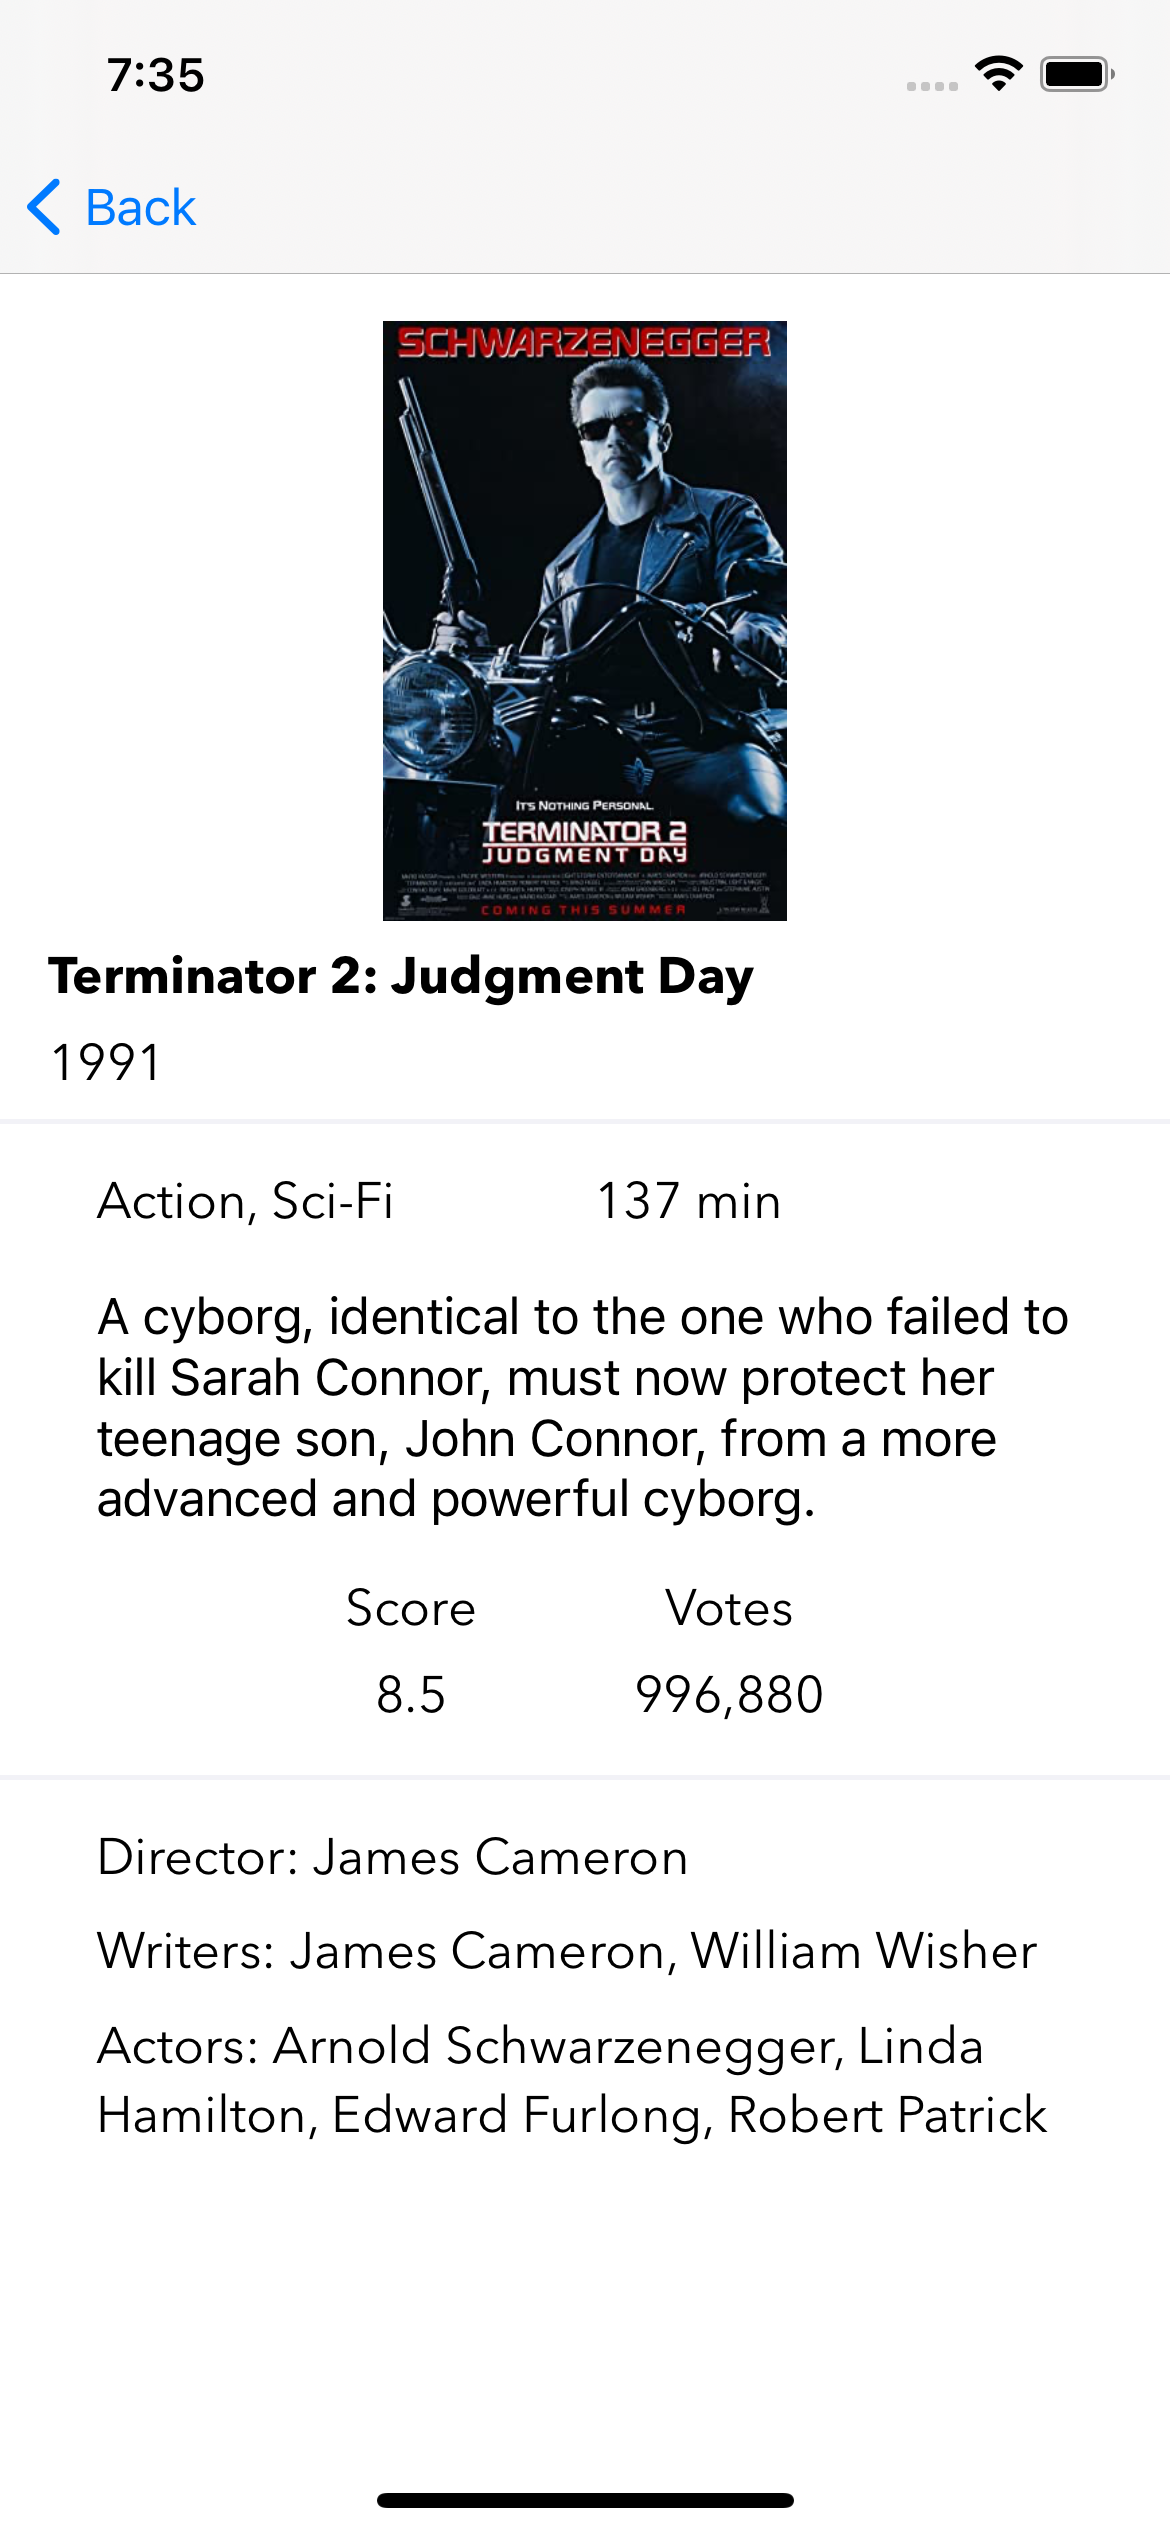 7:35
Back
SCHWARZENEGGER
IT'S NOTHING PERSONAL.
TERMINATOR 2
JUDGMENT DAY
COMING THIS SUMMER
Terminator 2: Judgment Day
1991
Action, Sci-Fi 137 min
A cyborg, identical to the one who failed to
kill Sarah Connor, must now protect her
teenage son, John Connor, from a more
advanced and powerful cyborg.
Score Votes
8.5 996,880
Director: James Cameron
Writers: James Cameron, William Wisher
Actors: Arnold Schwarzenegger, Linda
Hamilton, Edward Furlong, Robert Patrick